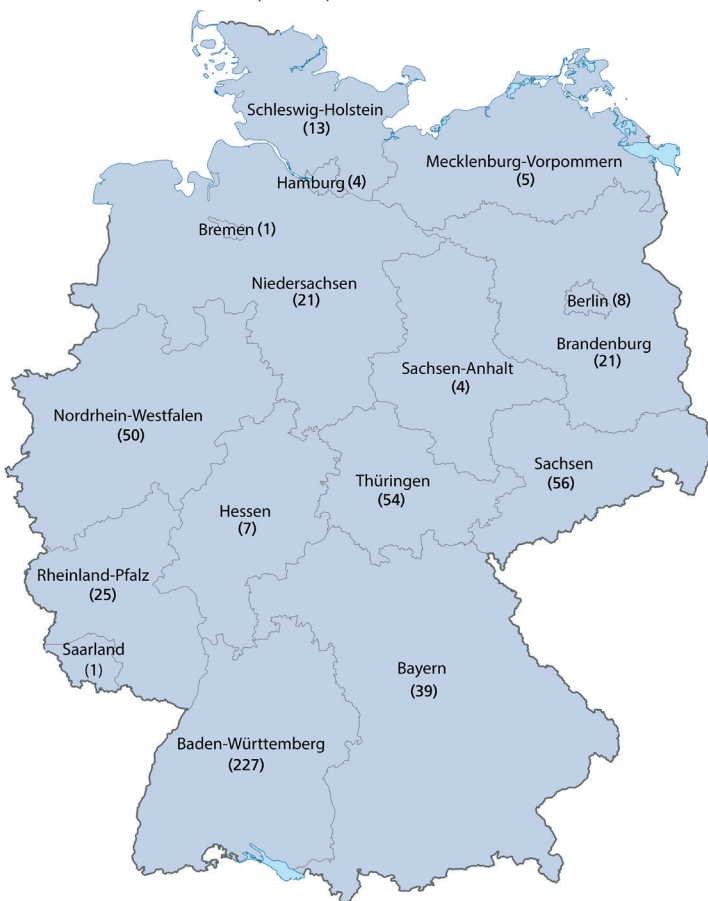 Schleswig-Holstein
(13)
Mecklenburg-Vorpommern
(5)
Hamburg (4)
Bremen (1)
Niedersachsen
(21)
Berlin (8)
Brandenburg
(21)
Sachsen-Anhalt
(4)
Nordrhein-Westfalen
(50)
Sachsen
(56)
Thüringen
(54)
Hessen
(7)
Rheinland-Pfalz
(25)
Saarland
(1)
Bayern
(39)
Baden-Württemberg
(227)